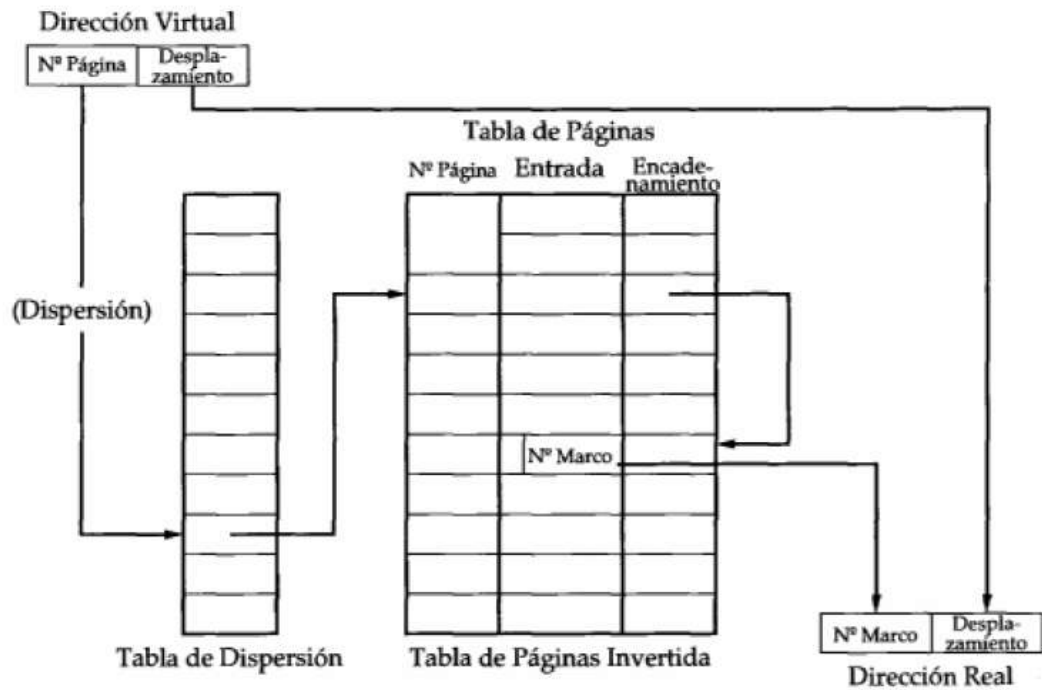 Dirección Virtual
Nº Página
Despla-
zamiento
Tabla de Páginas
Nº Página
Entrada
Encade-
namiento
(Dispersión)
Nº Marco
Nº Marco
Despla-
zamiento
Tabla de Dispersión
Tabla de Páginas Invertida
Dirección Real